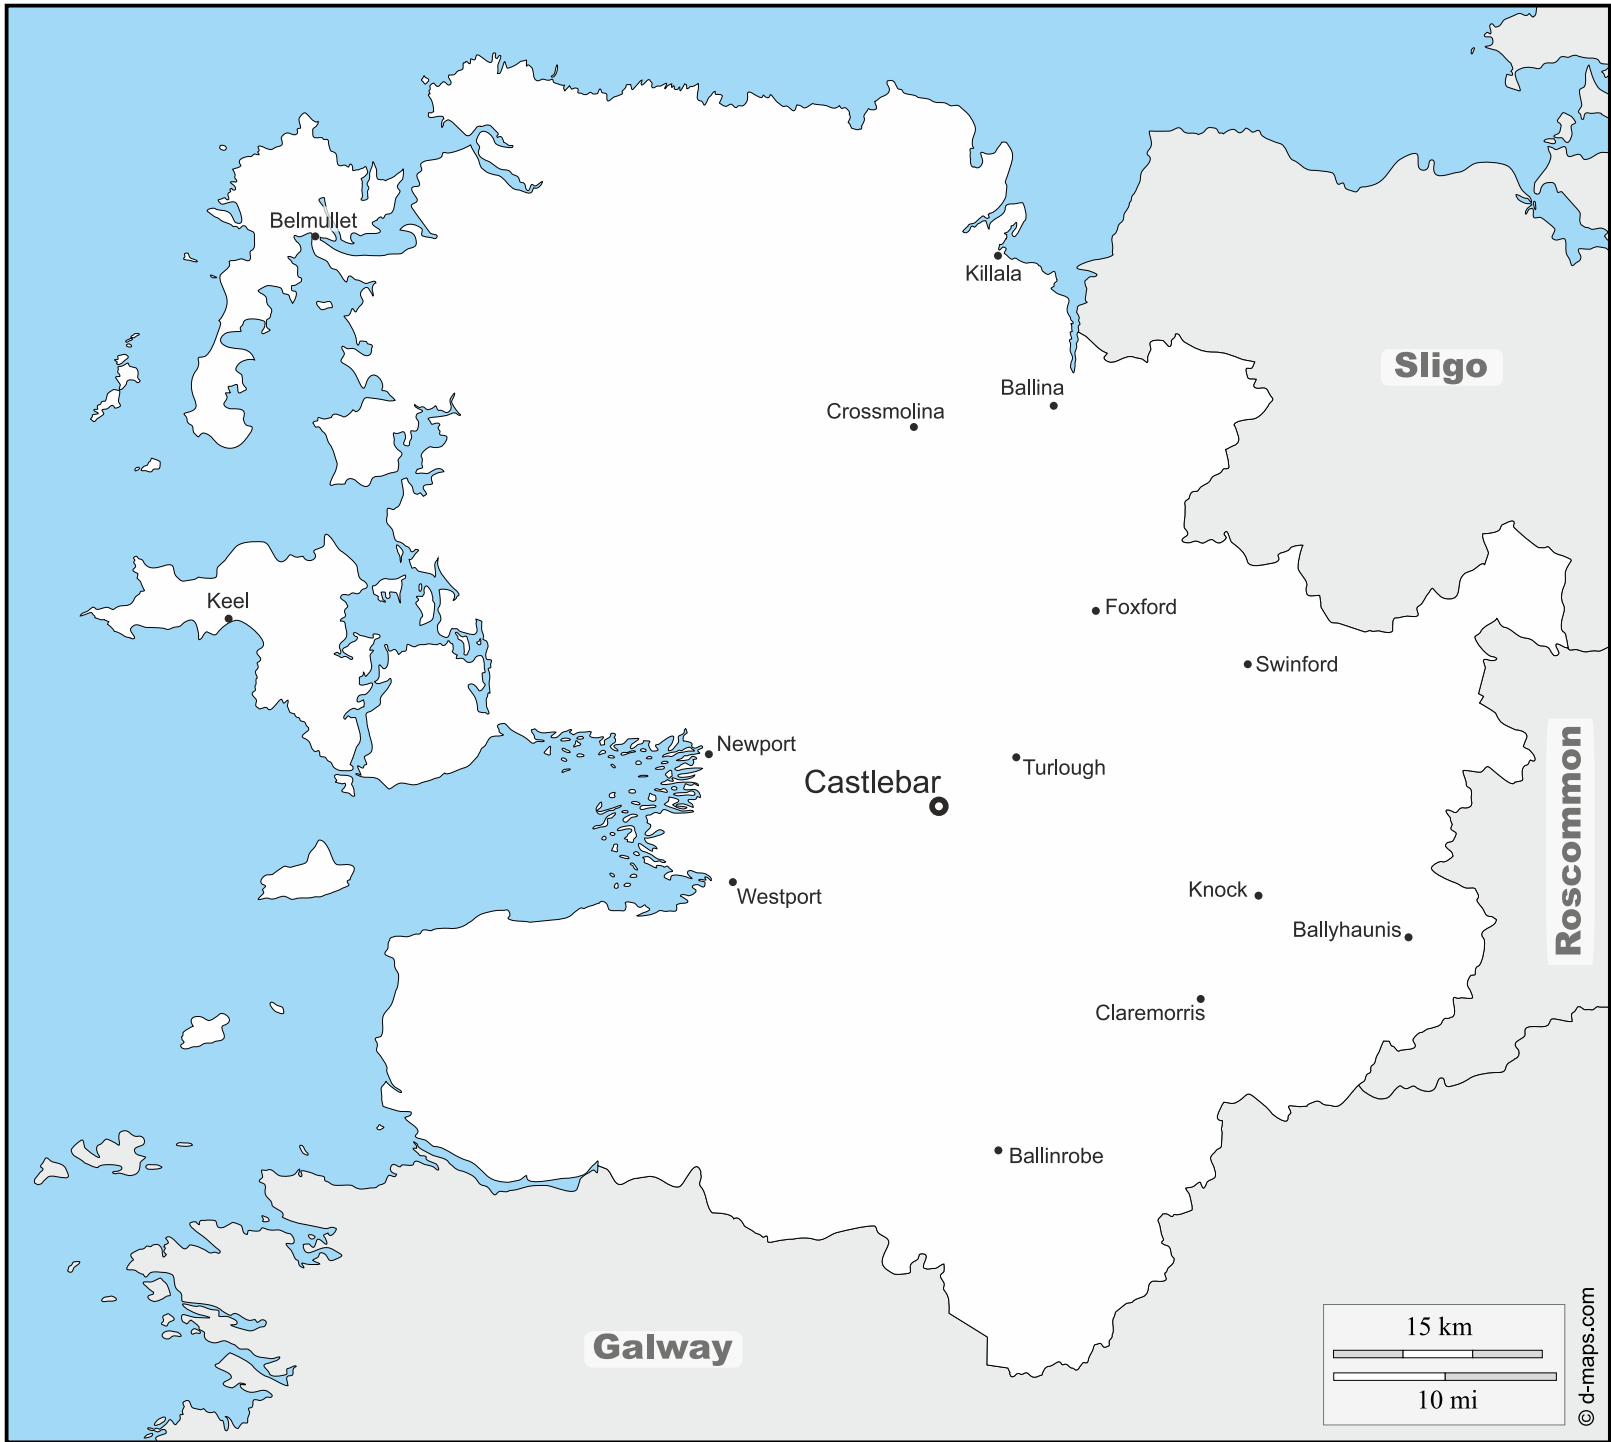 Belmullet
Killala
Sligo
Ballina
Crossmolina
Keel
Foxford
Swinford
Newport
Turlough
Castlebar
Roscommon
Westport
Knock
Ballyhaunis
Claremorris
Ballinrobe
Galway
15 km
10 mi
© d-maps.com